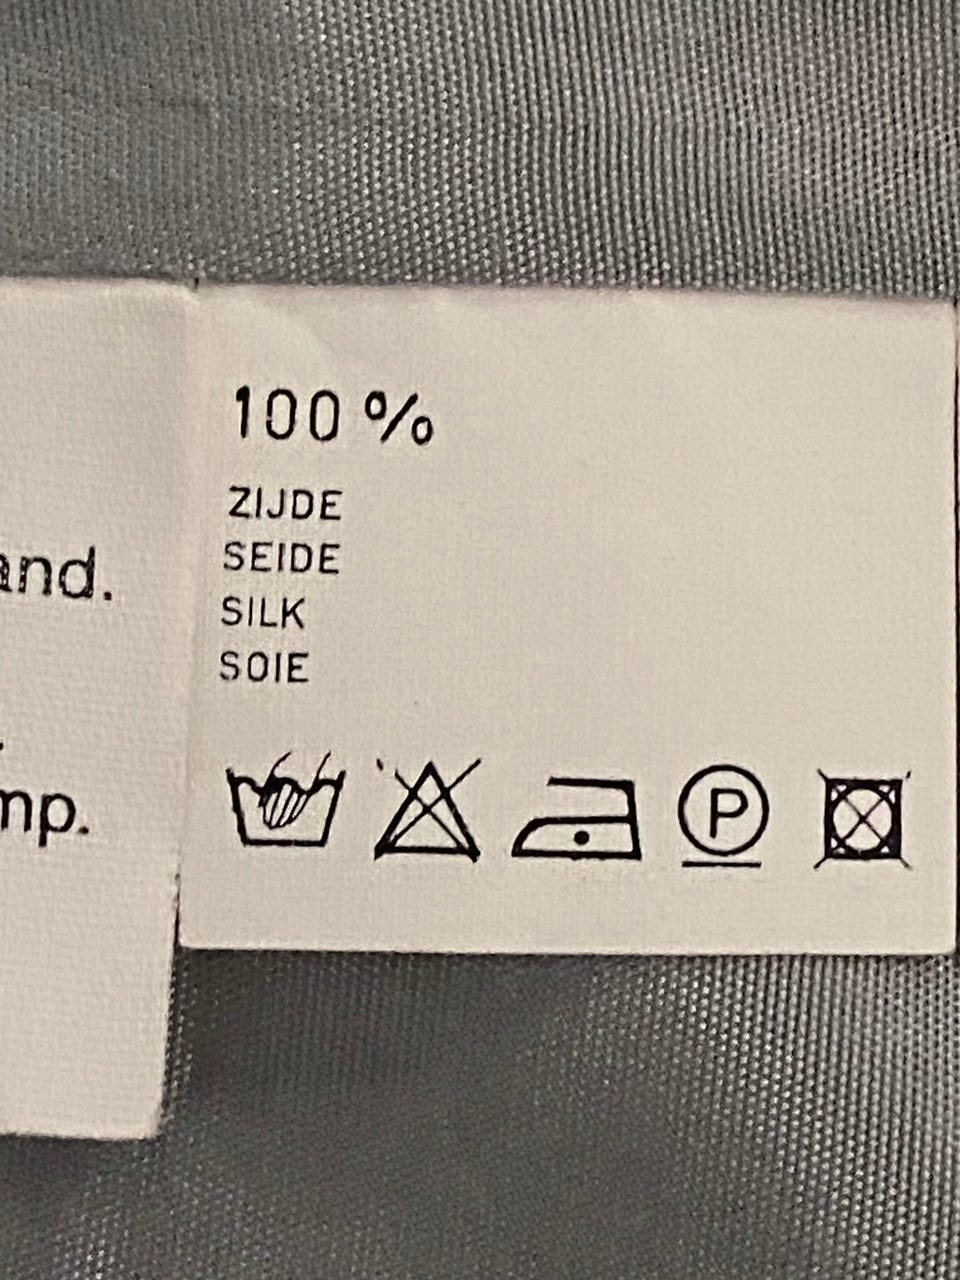 and.
mp.
100 %
ZIJDE
SEIDE
SILK
SOIE
P